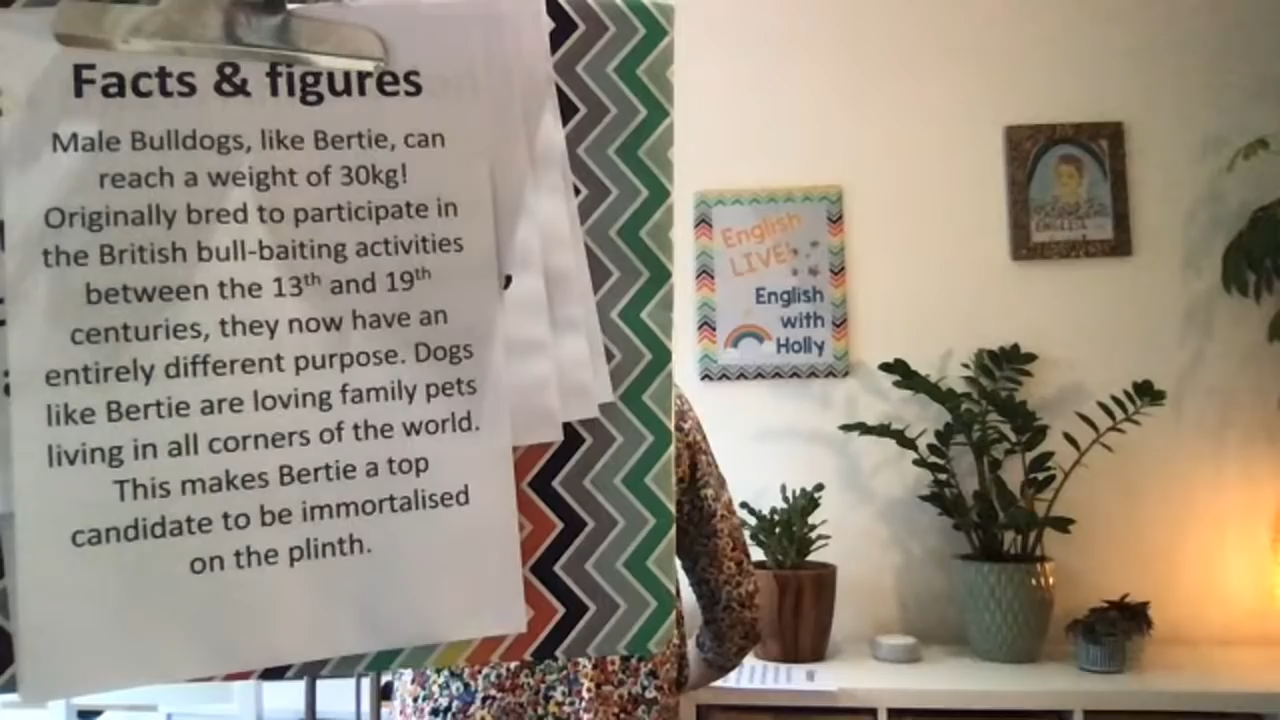 Facts & figures
Male Bulldogs, like Bertie, can
reach a weight of 30kg!
Originally bred to participate in
the British bull-baiting activities
between the 13th and 19th
centuries, they now have an
entirely different purpose. Dogs
like Bertie are loving family pets
living in all corners of the world.
This makes Bertie a top
candidate to be immortalised
on the plinth.
English
LIVE!
English
with
Holly
ENGLISH